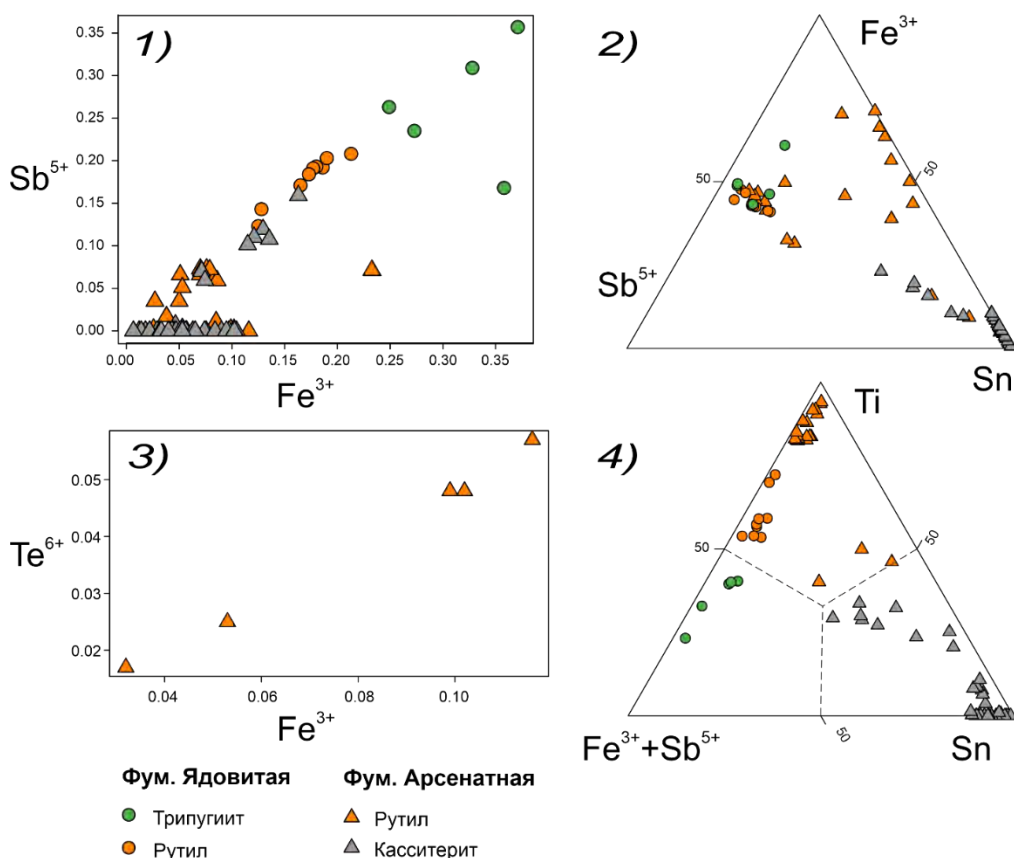 1)
0.35
0.30
0.25
0.20
0.15
0.10
0.05
0.00
Sb5+
0.00 0.05 0.10 0.15 0.20 0.25 0.30 0.35
Fe3+
2)
Fe3+
50
50
Sb5+
Sn
3)
0.05
0.04
0.03
0.02
Te6+
0.04 0.06 0.08 0.10
Fe3+
4)
Ti
50
50
50
Fe3++Sb5+
Sn
Фум. Ядовитая
Трипугиит
Рутил
Фум. Арсенатная
Рутил
Касситерит